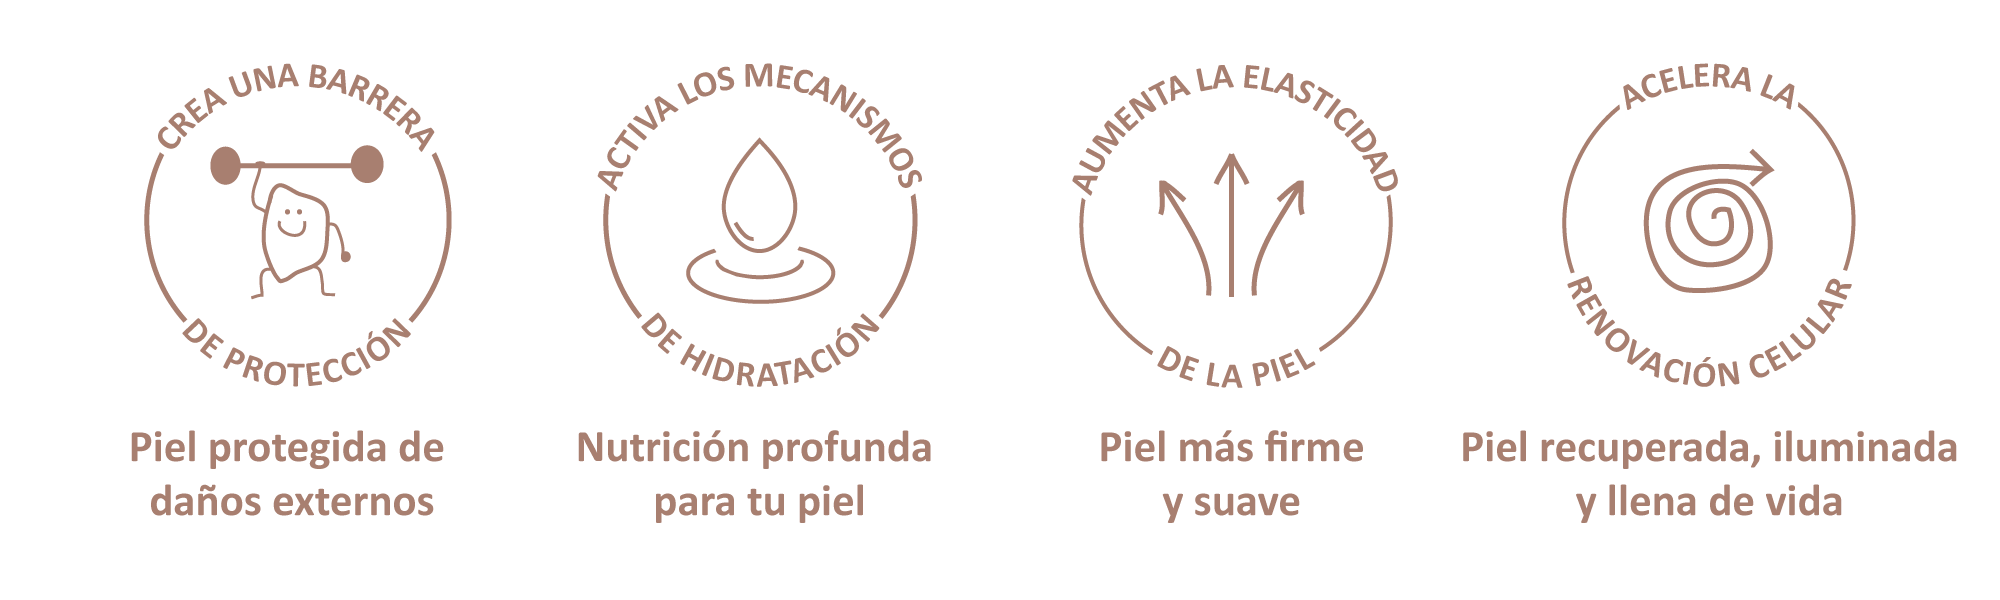 CREA UNA BARRERA
DE PROTECCIÓN
Piel protegida de
daños externos
ACTIVA LOS MECANISMOS
DE HIDRATACIÓN
Nutrición profunda
para tu piel
AUMENTA LA ELASTICIDAD
DE LA PIEL
Piel más firme
y suave
ACELERA LA
RENOVACIÓN CELULAR
Piel recuperada, iluminada
y llena de vida